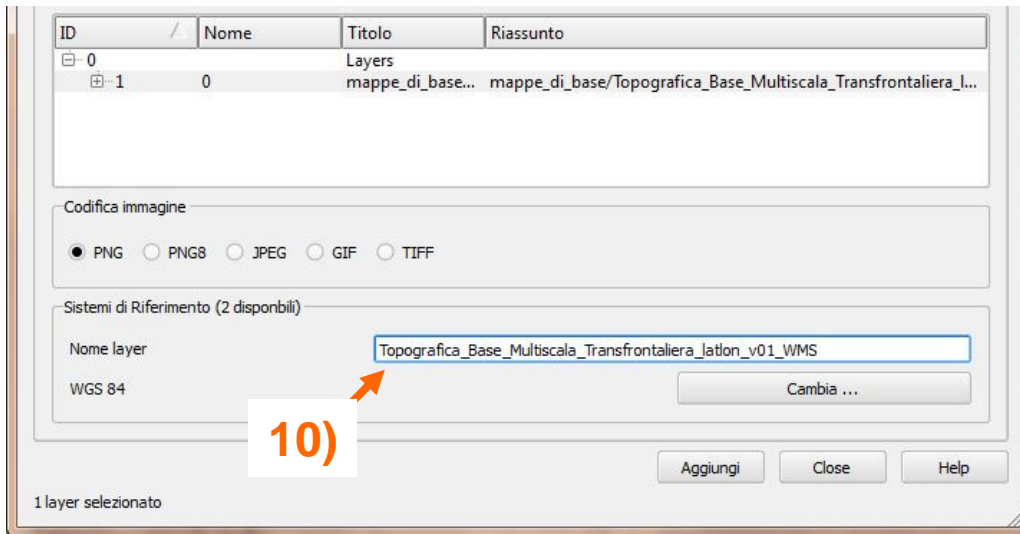 ID Nome Titolo Riassunto
0 Layers
1 0 mappe_di_base... mappe_di_base/Topografica_Base_Multiscala_Transfrontaliera_l...
Codifica immagine
PNG PNG8 JPEG GIF TIFF
Sistemi di Riferimento (2 disponbili)
Nome layer Topografica_Base_Multiscala_Transfrontaliera_latlon_v01_WMS
WGS 84 Cambia ...
10)
Aggiungi Close Help
1 layer selezionato